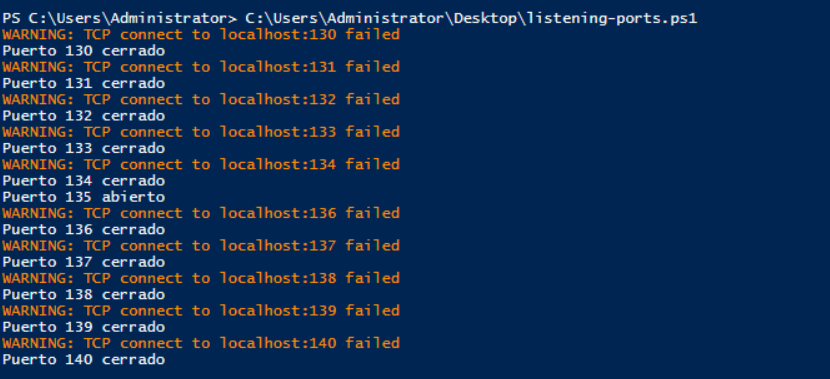 PS C:\Users\Administrator> C:\Users\Administrator\Desktop\listening-ports.ps1
WARNING: TCP connect to localhost:130 failed
Puerto 130 cerrado
WARNING: TCP connect to localhost:131 failed
Puerto 131 cerrado
WARNING: TCP connect to localhost:132 failed
Puerto 132 cerrado
WARNING: TCP connect to localhost:133 failed
Puerto 133 cerrado
WARNING: TCP connect to localhost:134 failed
Puerto 134 cerrado
Puerto 135 abierto
WARNING: TCP connect to localhost:136 failed
Puerto 136 cerrado
WARNING: TCP connect to localhost:137 failed
Puerto 137 cerrado
WARNING: TCP connect to localhost:138 failed
Puerto 138 cerrado
WARNING: TCP connect to localhost:139 failed
Puerto 139 cerrado
WARNING: TCP connect to localhost:140 failed
Puerto 140 cerrado